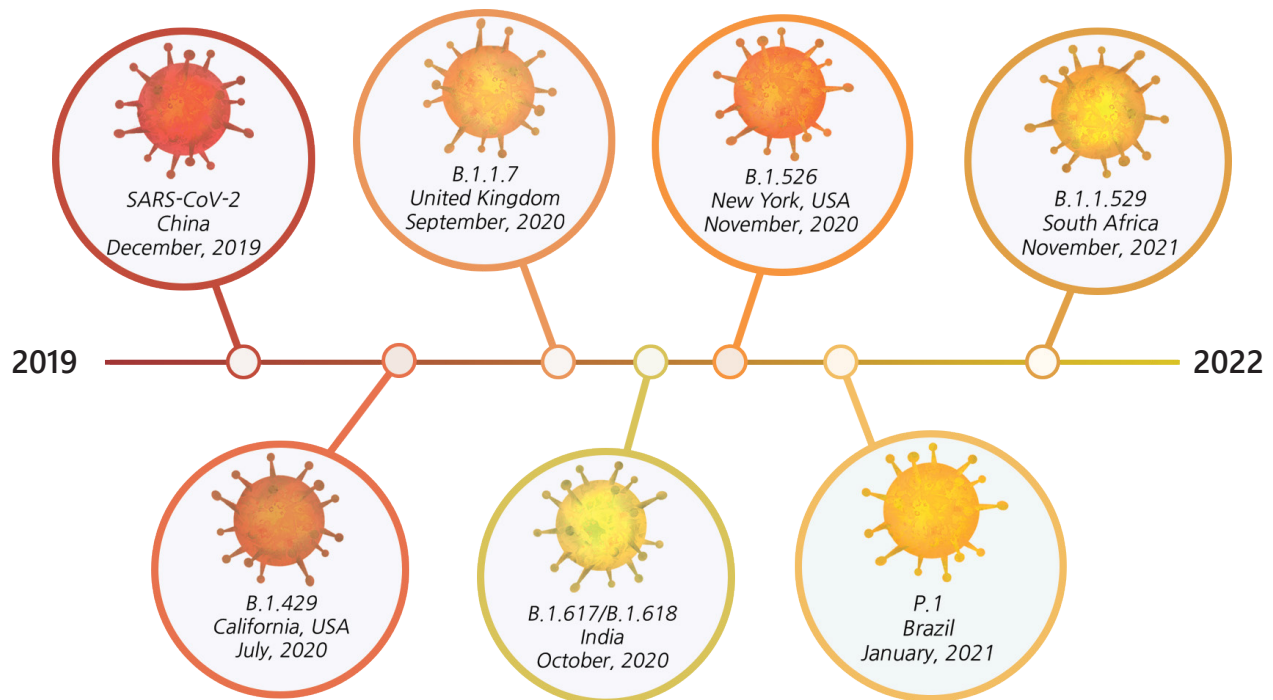 SARS-CoV-2
China
December, 2019
B.1.1.7
United Kingdom
September, 2020
B.1.526
New York, USA
November, 2020
B.1.1.529
South Africa
November, 2021
2019
2022
B.1.429
California, USA
July, 2020
B.1.617/B.1.618
India
October, 2020
P.1
Brazil
January, 2021